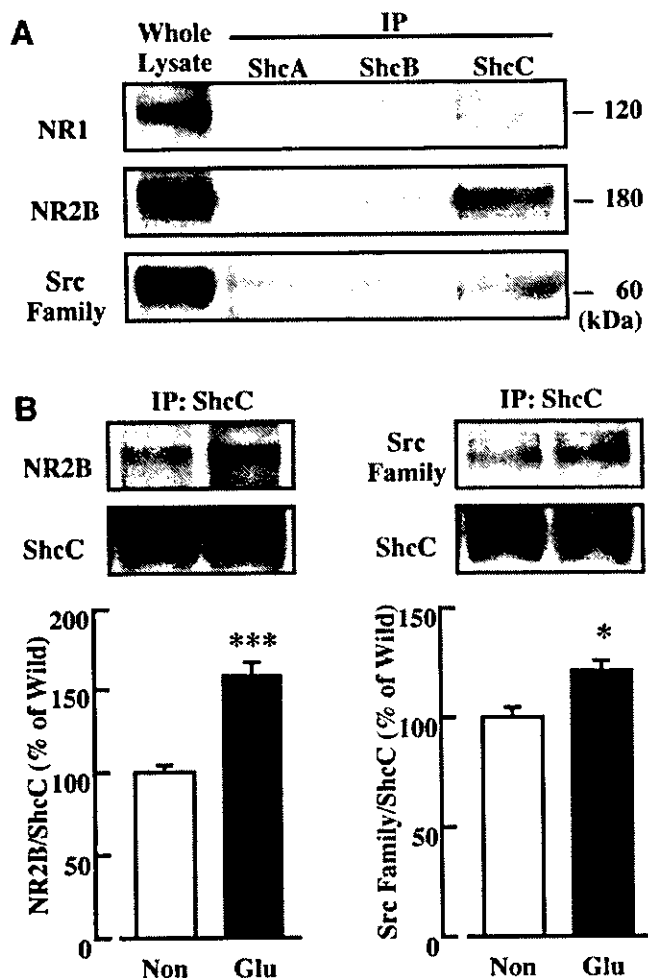 A
Whole
Lysate
IP
ShcA ShcB ShcC
NR1
— 120
NR2B
— 180
Src
Family
— 60
(kDa)
B
IP: ShcC
NR2B
ShcC
200
150
100
50
0
NR2B/ShcC (% of Wild)
***
Non Glu
IP: ShcC
Src
Family
ShcC
150
100
50
0
Src Family/ShcC (% of Wild)
*
Non Glu